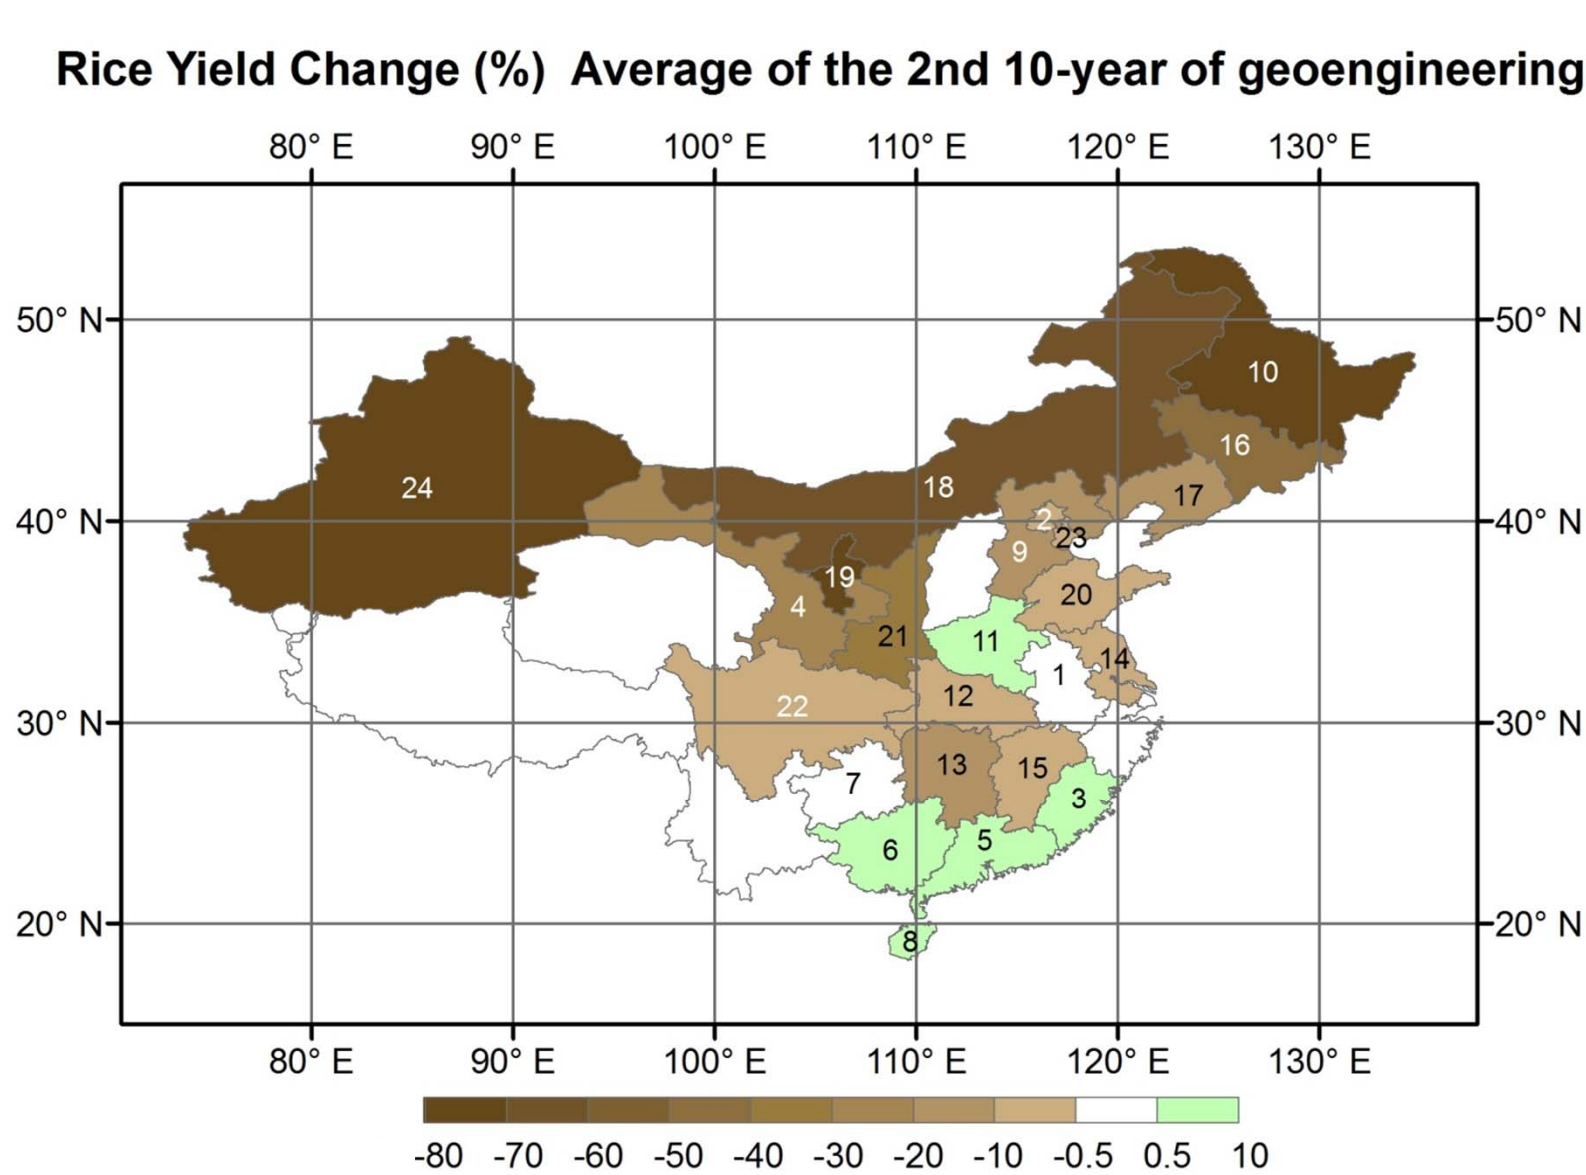 Rice Yield Change (%)  Average of the 2nd 10-year of geoengineering
80° E 90° E 100° E 110° E 120° E 130° E
50° N 50° N
10
16
24 18 17
40° N 2 40° N
23
9
19
20
4
21 11
14
1
12
22
30° N 30° N
13 15
7
3
5
6
20° N 20° N
8
80° E 90° E 100° E 110° E 120° E 130° E
-80 -70 -60 -50 -40 -30 -20 -10 -0.5 0.5 10